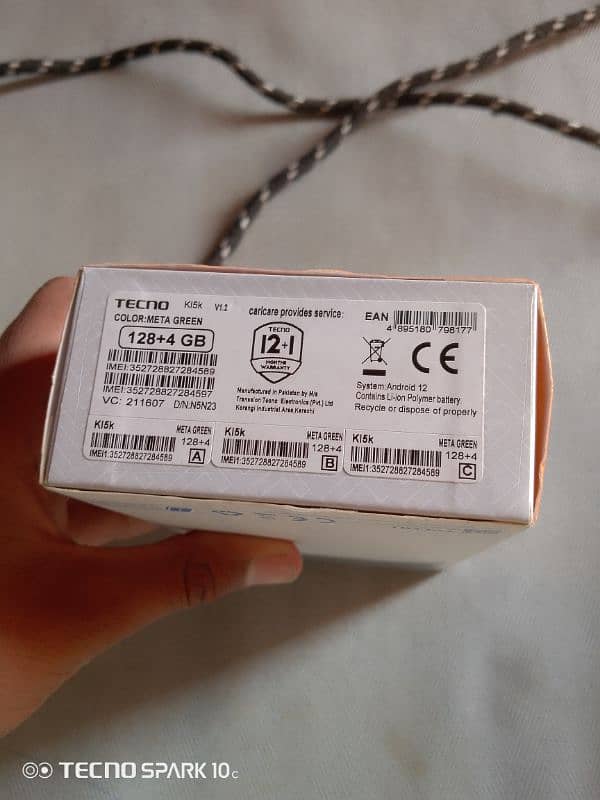 TECNO KI5k V1.2
COLOR:META GREEN
128+4 GB
IMEI:352728827284589
IMEI:352728827284597
VC: 211607 D/N:N5N23
carlcare provides service:
TECNO
12+1
MONTHS
WARRANTY
Manufactured in Pakistan by M/s
Transsion Tecno Electronics (Pvt.) Ltd
Korangi Industrial Area, Karachi
EAN
4 895180 798177
CE
System: Android 12
Contains Li-ion Polymer battery.
Recycle or dispose of properly
KI5k META GREEN
128+4
IMEI1:352728827284589 A
KI5k META GREEN
128+4
IMEI1:352728827284589 B
KI5k META GREEN
128+4
IMEI1:352728827284589 C
TECNO SPARK 10c